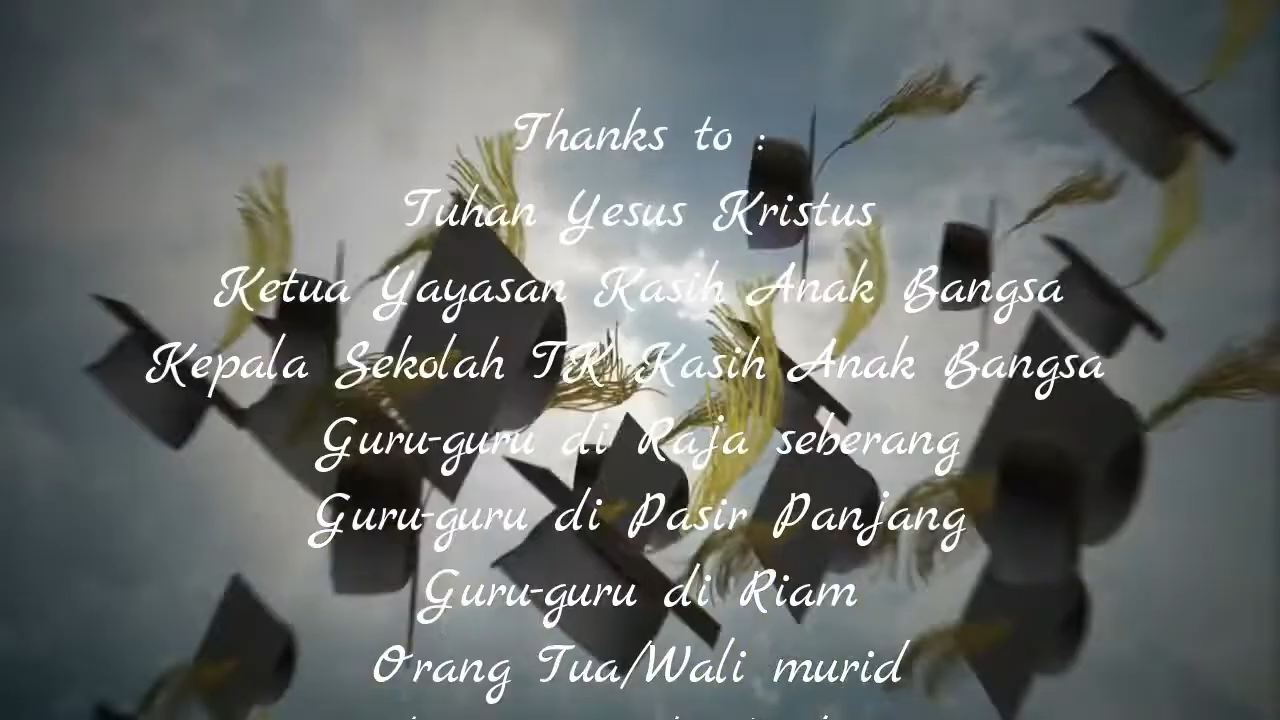 Thanks to :
Tuhan Yesus Kristus
Ketua Yayasan Kasih Anak Bangsa
Kepala Sekolah TK Kasih Anak Bangsa
Guru-guru di Raja seberang
Guru-guru di Pasir Panjang
Guru-guru di Riam
Orang Tua/Wali murid